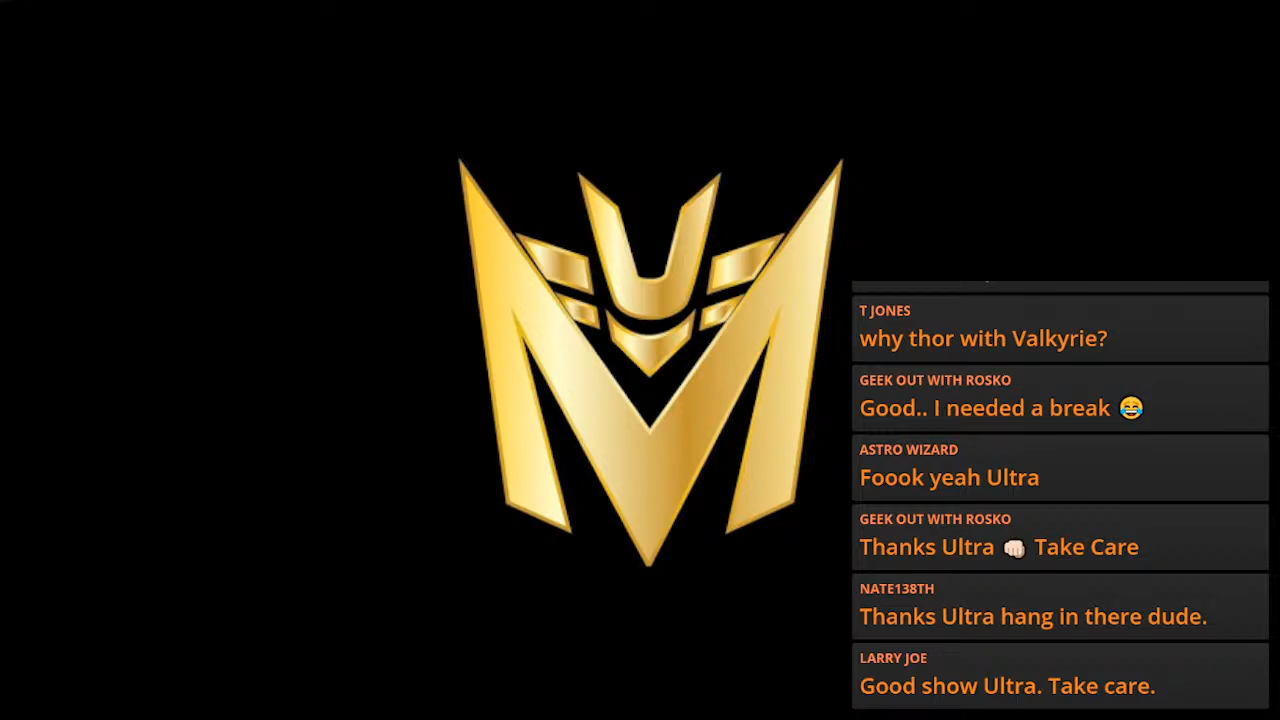 T JONES
why thor with Valkyrie?
GEEK OUT WITH ROSKO
Good.. I needed a break 😂
ASTRO WIZARD
Foook yeah Ultra
GEEK OUT WITH ROSKO
Thanks Ultra 👊🏻 Take Care
NATE138TH
Thanks Ultra hang in there dude.
LARRY JOE
Good show Ultra. Take care.